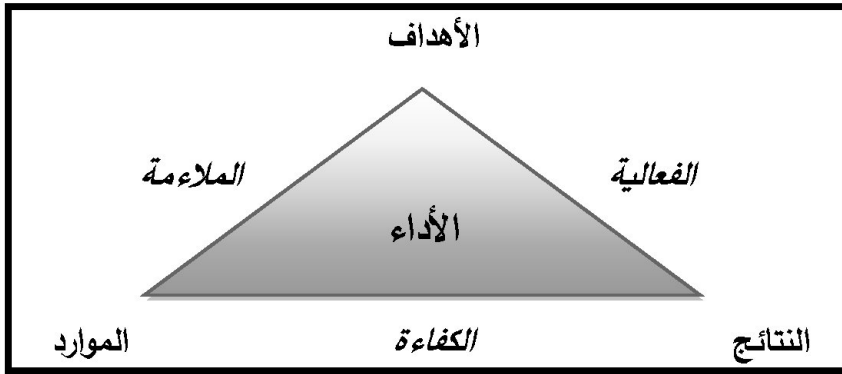 الأهداف
الفعالية
الملاءمة
الأداء
النتائج
الكفاءة
الموارد